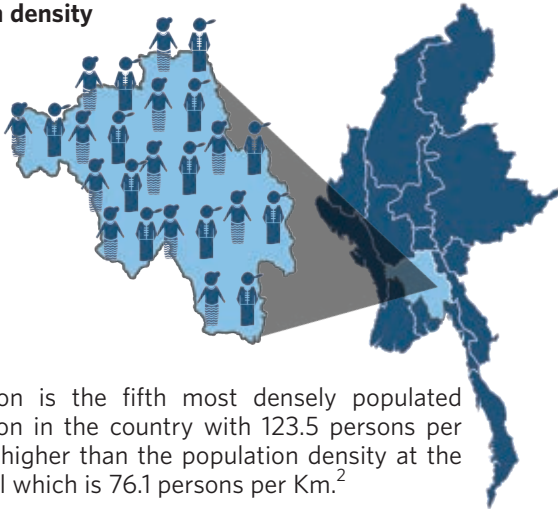 density
on is the fifth most densely populated
on in the country with 123.5 persons per
higher than the population density at the
l which is 76.1 persons per Km.²